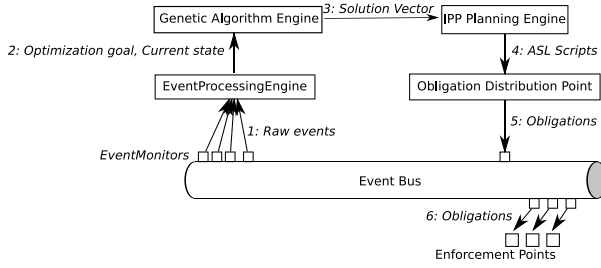 Genetic Algorithm Engine
3: Solution Vector
IPP Planning Engine
2: Optimization goal, Current state
4: ASL Scripts
EventProcessingEngine
Obligation Distribution Point
1: Raw events
5: Obligations
EventMonitors
Event Bus
6: Obligations
Enforcement Points